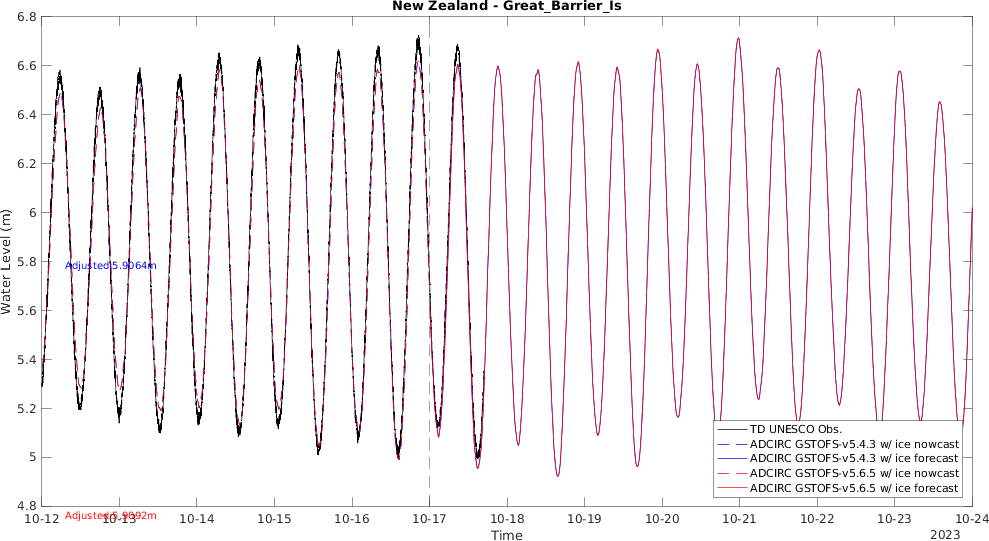 New Zealand - Great_Barrier_Is
6.8
6.6
6.4
6.2
6
5.8
5.6
5.4
5.2
5
4.8
Water Level (m)
Adjusted 5.9064m
Adjusted 5.9092m
TD UNESCO Obs.
ADCIRC GSTOFS-v5.4.3 w/ ice nowcast
ADCIRC GSTOFS-v5.4.3 w/ ice forecast
ADCIRC GSTOFS-v5.6.5 w/ ice nowcast
ADCIRC GSTOFS-v5.6.5 w/ ice forecast
10-12 10-13 10-14 10-15 10-16 10-17 10-18 10-19 10-20 10-21 10-22 10-23 10-24
Time
2023